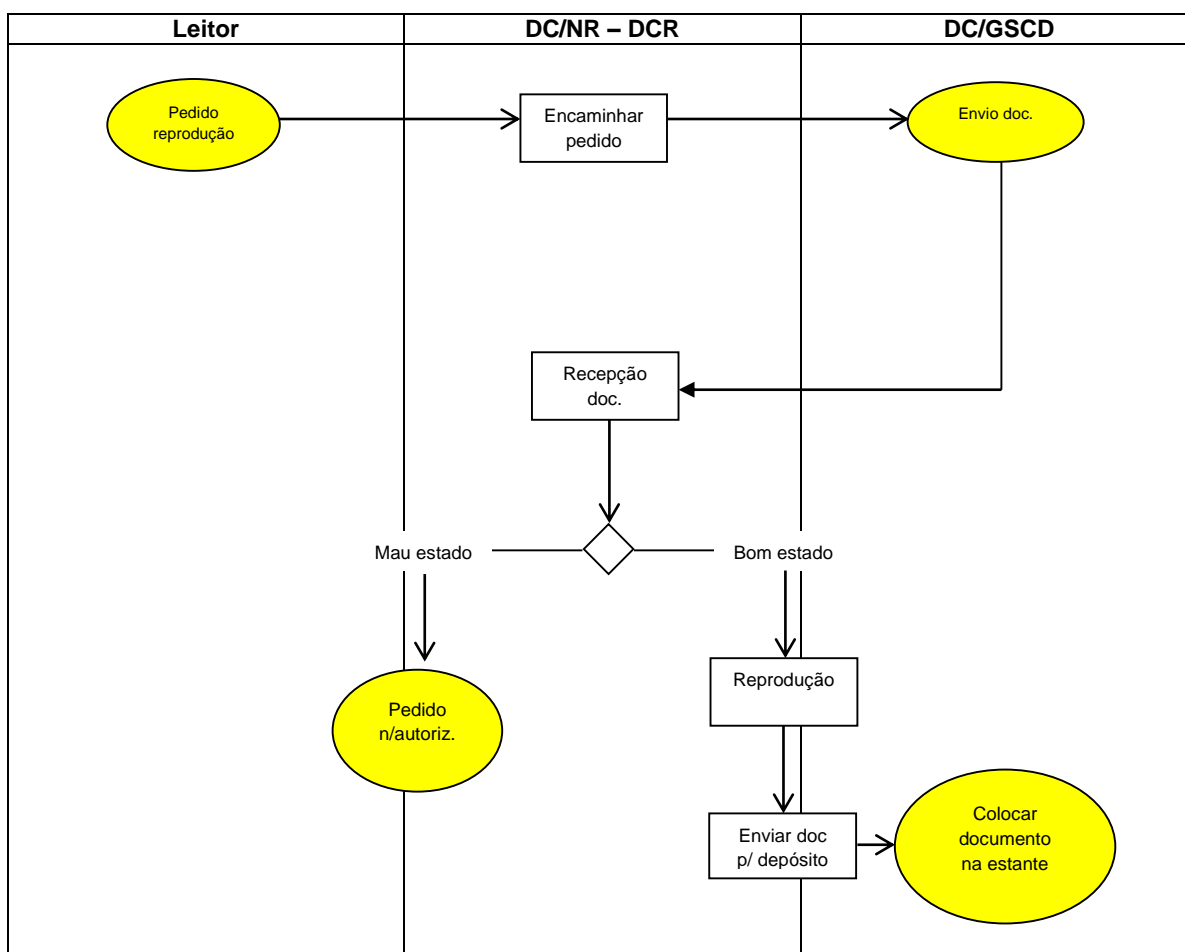 Leitor
DC/NR – DCR
DC/GSCD
Pedido
reprodução
Encaminhar
pedido
Envio doc.
Recepção
doc.
Mau estado
Bom estado
Reprodução
Pedido
n/autoriz.
Enviar doc
p/ depósito
Colocar
documento
na estante